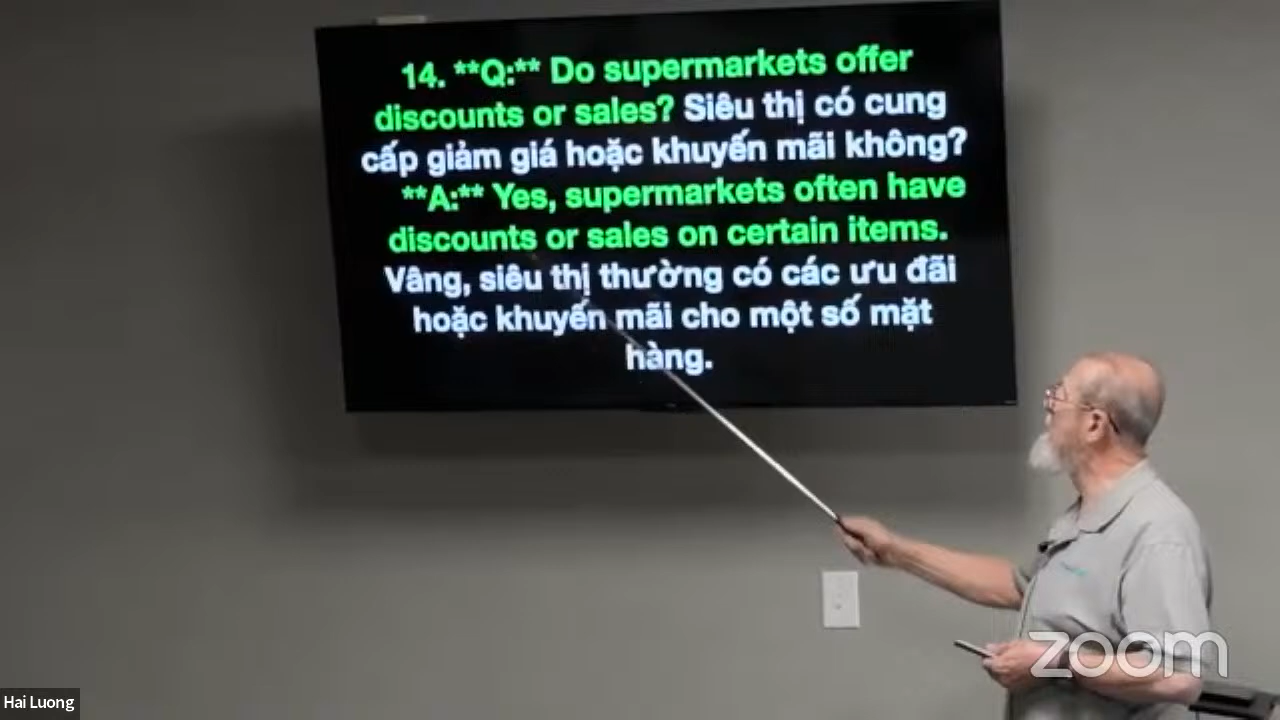 14. **Q:** Do supermarkets offer
discounts or sales? Siêu thị có cung
cấp giảm giá hoặc khuyến mãi không?
**A:** Yes, supermarkets often have
discounts or sales on certain items.
Vâng, siêu thị thường có các ưu đãi
hoặc khuyến mãi cho một số mặt
hàng.
zoom
Hai Luong